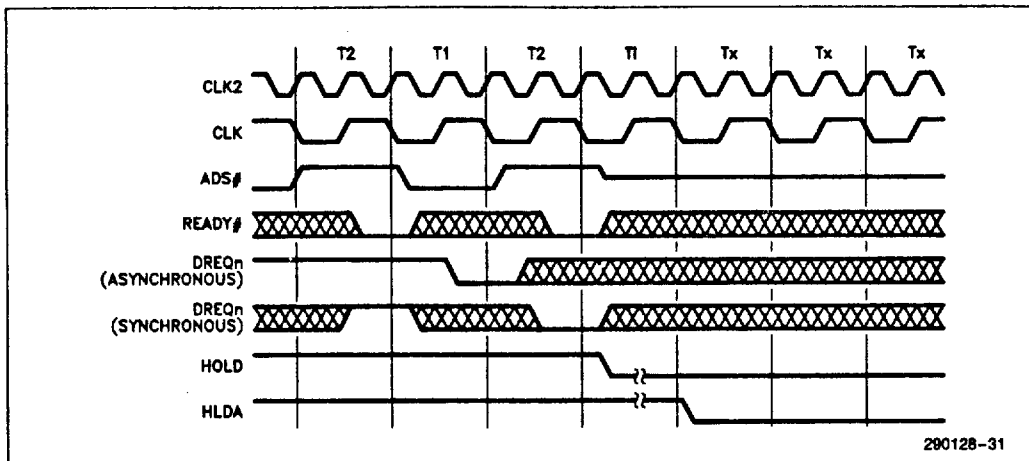 T2 T1 T2 Ti Tx Tx Tx
CLK2
CLK
ADS#
READY#
DREQn
(ASYNCHRONOUS)
DREQn
(SYNCHRONOUS)
HOLD
HLDA
290128-31